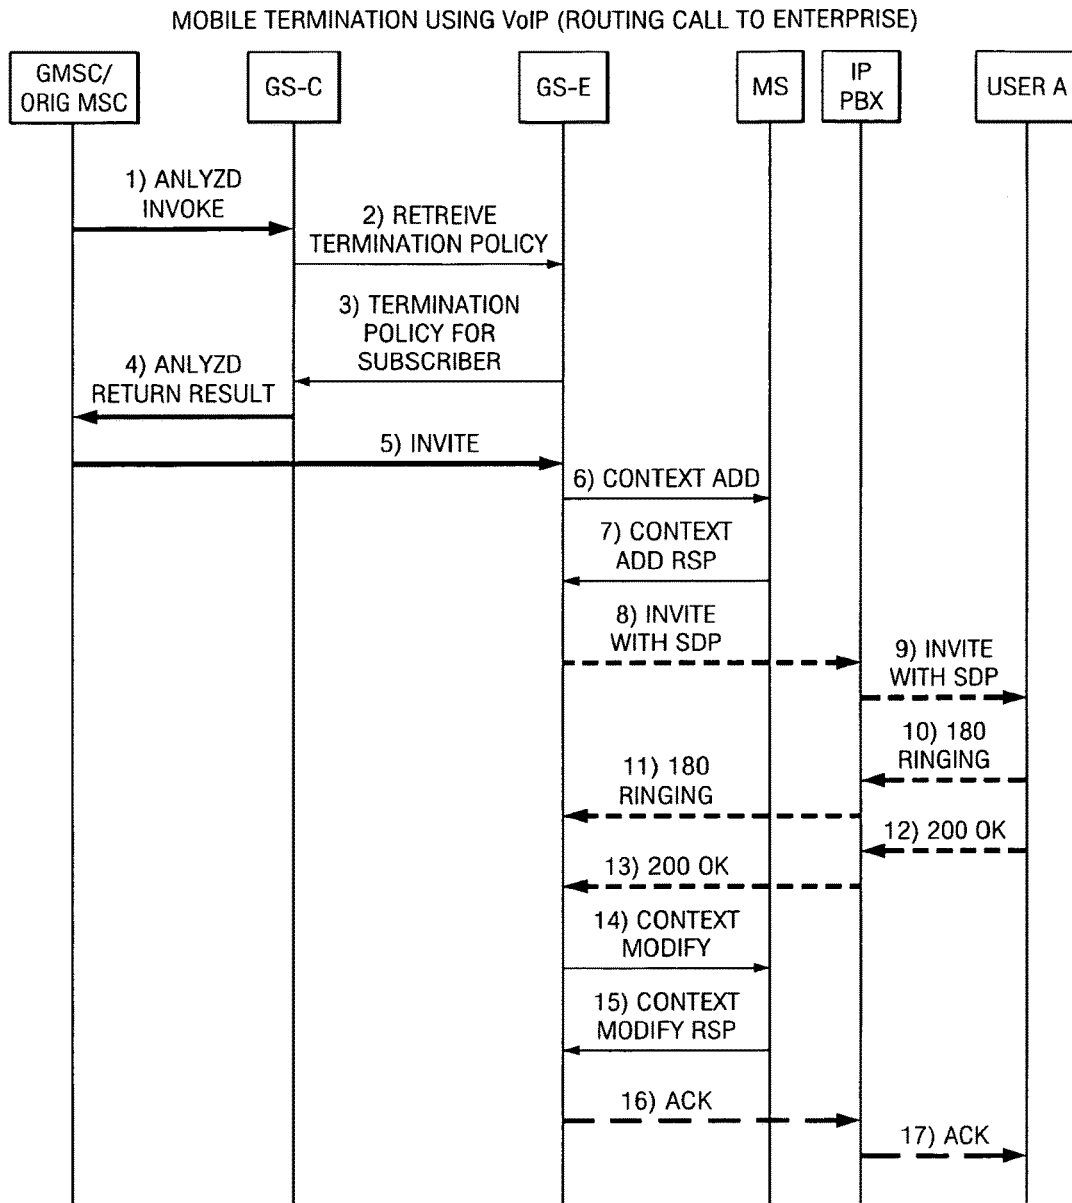 MOBILE TERMINATION USING VoIP (ROUTING CALL TO ENTERPRISE)
GMSC/
ORIG MSC
GS-C
GS-E
MS
IP
PBX
USER A
1) ANLYZD
INVOKE
2) RETREIVE
TERMINATION POLICY
3) TERMINATION
POLICY FOR
SUBSCRIBER
4) ANLYZD
RETURN RESULT
5) INVITE
6) CONTEXT ADD
7) CONTEXT
ADD RSP
8) INVITE
WITH SDP
9) INVITE
WITH SDP
10) 180
RINGING
11) 180
RINGING
12) 200 OK
13) 200 OK
14) CONTEXT
MODIFY
15) CONTEXT
MODIFY RSP
16) ACK
17) ACK